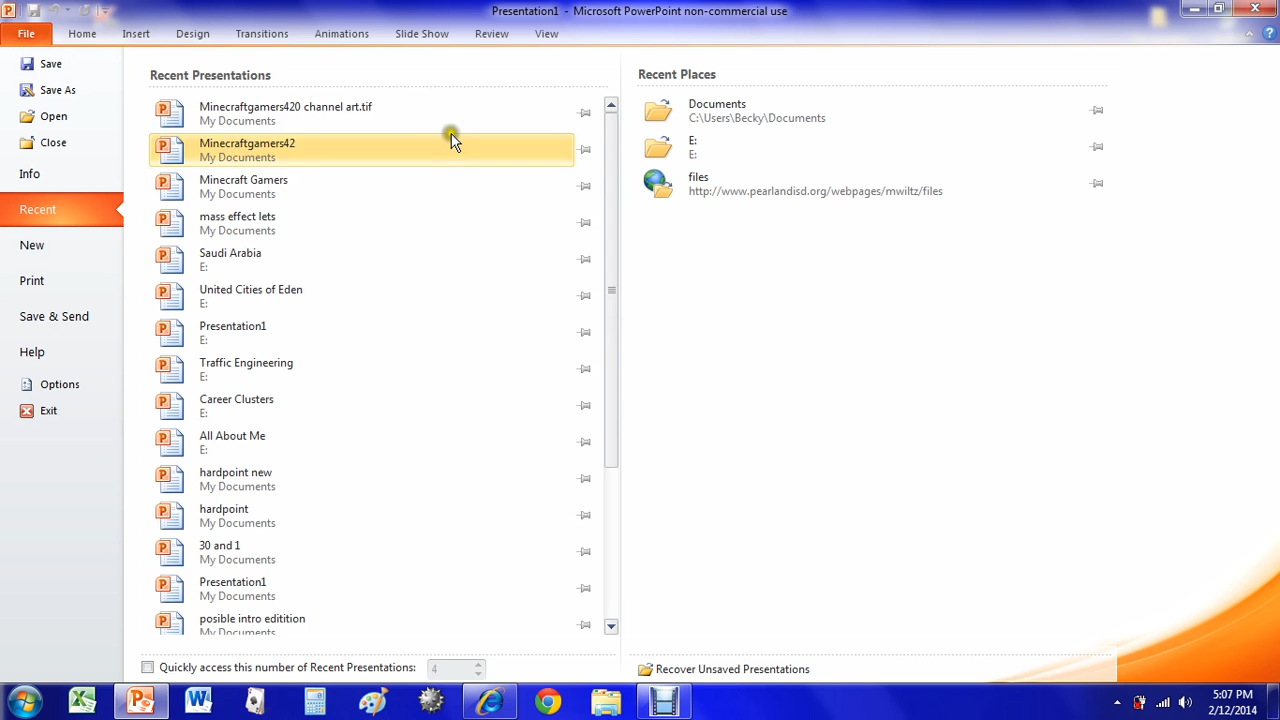 Presentation1 - Microsoft PowerPoint non-commercial use
File Home Insert Design Transitions Animations Slide Show Review View
Save
Save As
Open
Close
Info
Recent
New
Print
Save & Send
Help
Options
Exit
Recent Presentations
Minecraftgamers420 channel art.tif
My Documents
Minecraftgamers42
My Documents
Minecraft Gamers
My Documents
mass effect lets
My Documents
Saudi Arabia
E:
United Cities of Eden
E:
Presentation1
E:
Traffic Engineering
E:
Career Clusters
E:
All About Me
E:
hardpoint new
My Documents
hardpoint
My Documents
30 and 1
My Documents
Presentation1
My Documents
posible intro editition
My Documents
Quickly access this number of Recent Presentations: 4
Recent Places
Documents
C:\Users\Becky\Documents
E:
E:
files
http://www.pearlandisd.org/webpages/mwiltz/files
Recover Unsaved Presentations
5:07 PM
2/12/2014